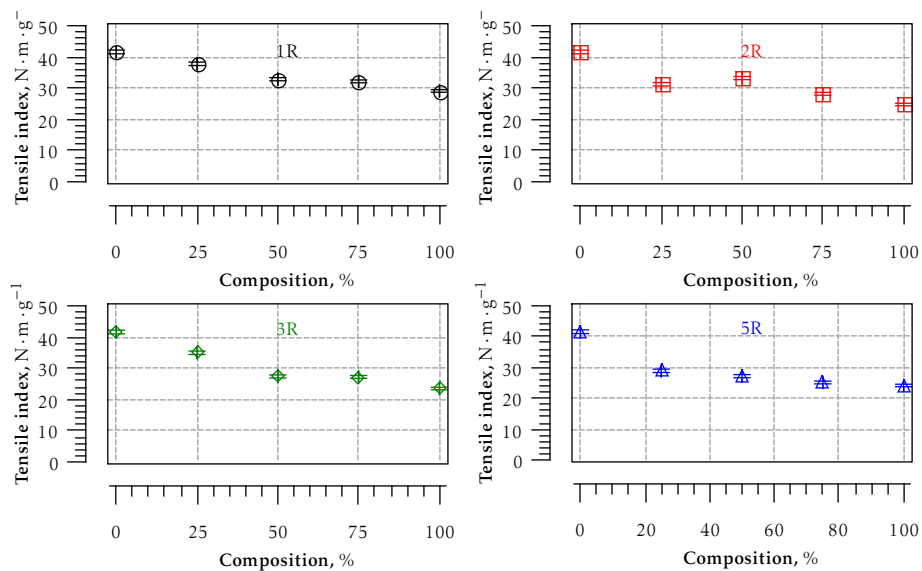 Tensile index, N·m·g⁻
50
40
30
20
10
0
1R
0 25 50 75 100
Composition, %
Tensile index, N·m·g⁻
50
40
30
20
10
0
2R
0 25 50 75 100
Composition, %
Tensile index, N·m·g⁻¹
50
40
30
20
10
0
3R
0 25 50 75 100
Composition, %
Tensile index, N·m·g⁻¹
50
40
30
20
10
0
5R
0 20 40 60 80 100
Composition, %